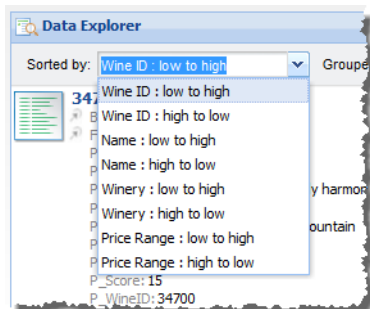 Data Explorer
Sorted by: Wine ID : low to high Groupe
347
Wine ID : low to high
Wine ID : high to low
Name : low to high
Name : high to low
Winery : low to high y harmor
Winery : high to low ountain
Price Range : low to high
Price Range : high to low
P_Score: 15
P_WineID: 34700